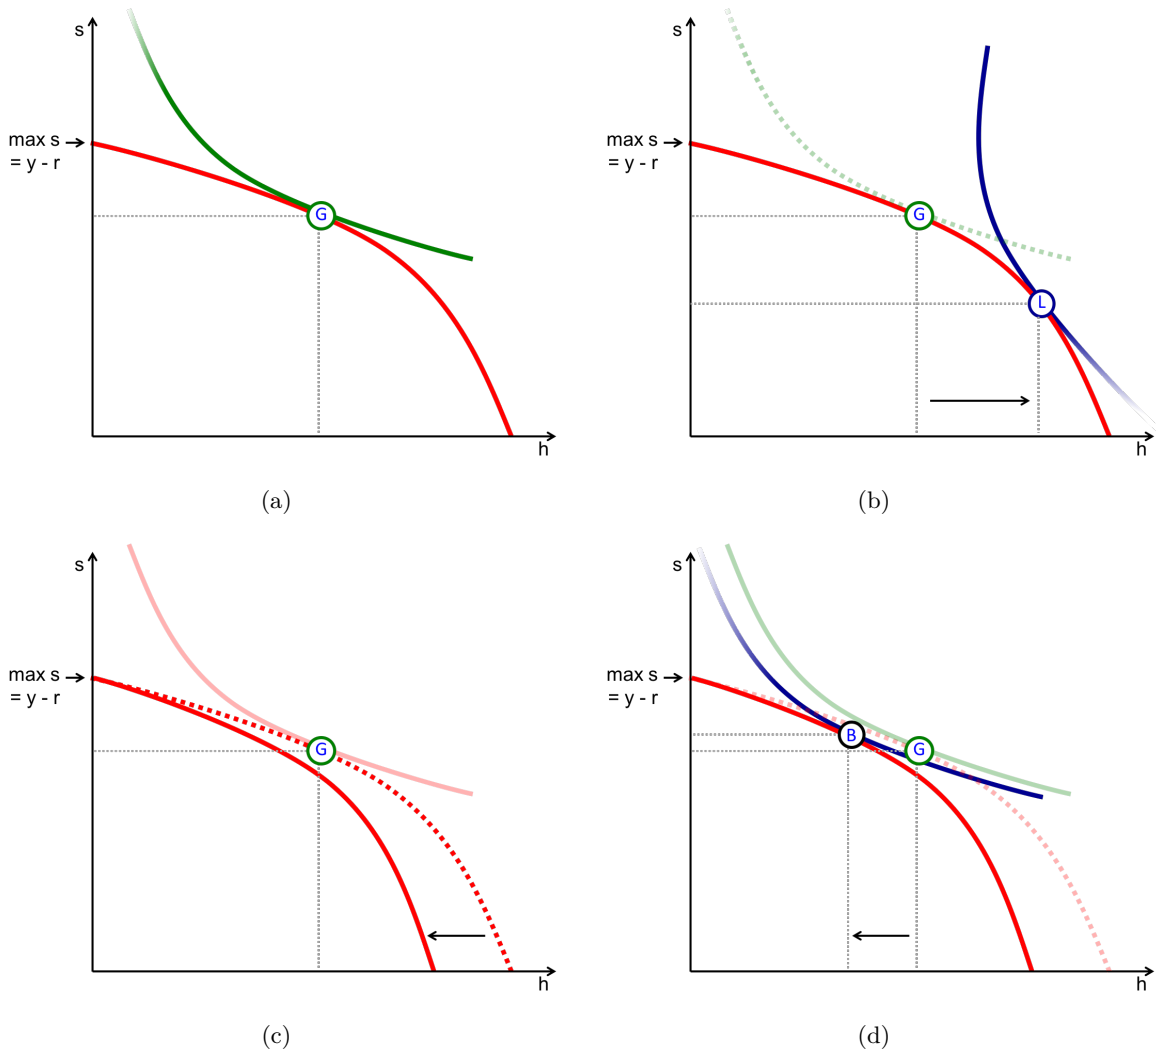 s
max s
= y - r
G
h
(a)
s
max s
= y - r
G
L
h
(b)
s
max s
= y - r
G
h
(c)
s
max s
= y - r
B
G
h
(d)